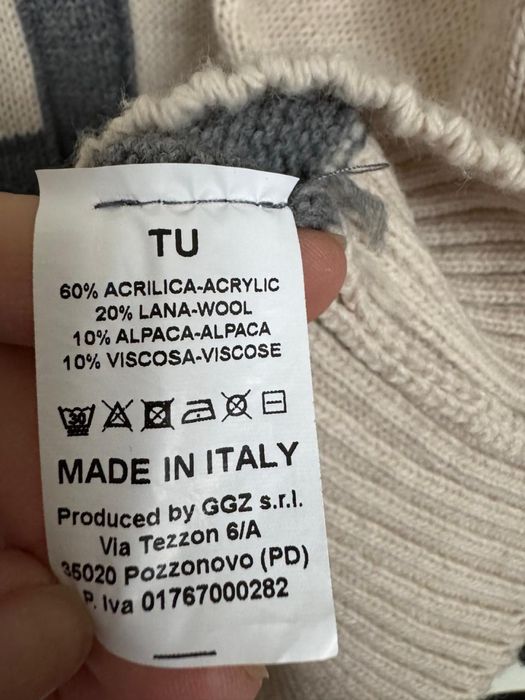 TU
60% ACRILICA-ACRYLIC
20% LANA-WOOL
10% ALPACA-ALPACA
10% VISCOSA-VISCOSE
30
MADE IN ITALY
Produced by GGZ s.r.l.
Via Tezzon 6/A
35020 Pozzonovo (PD)
P. Iva 01767000282